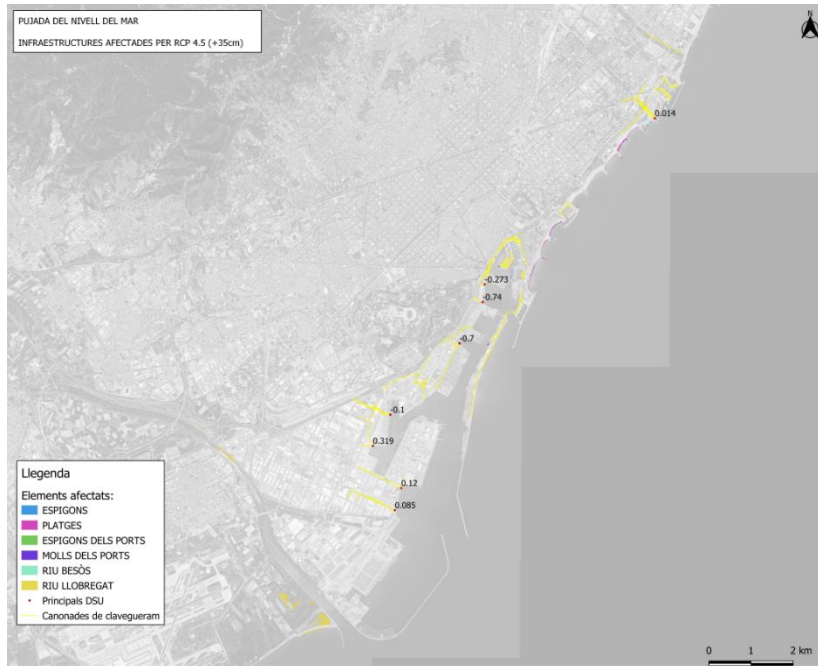 PUJADA DEL NIVELL DEL MAR
INFRAESTRUCTURES AFECTADES PER RCP 4.5 (+35cm)
N
0.014
-0.273
-0.74
-0.7
-0.1
0.319
0.12
0.085
Llegenda
Elements afectats:
ESPIGONS
PLATGES
ESPIGONS DELS PORTS
MOLLS DELS PORTS
RIU BESÒS
RIU LLOBREGAT
Principals DSU
Canonades de clavegueram
0 1 2 km